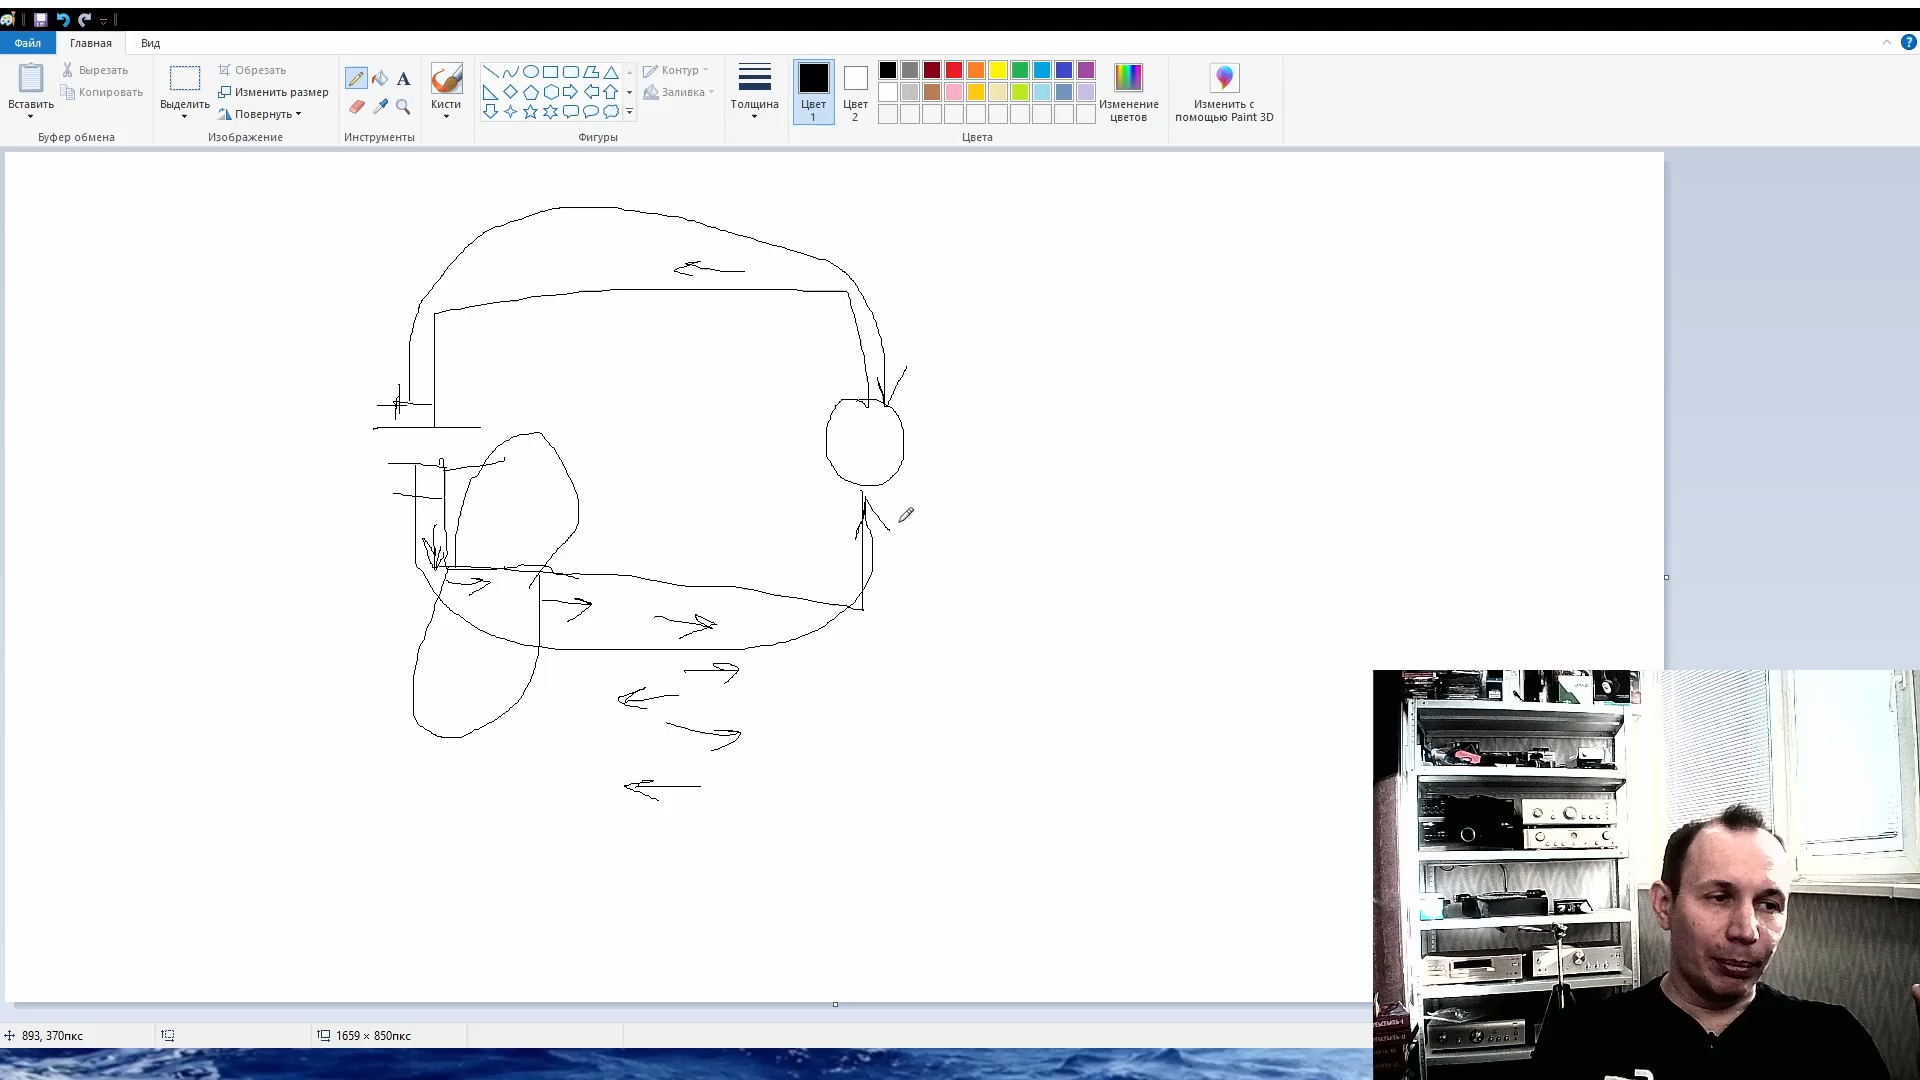 Файл Главная Вид
Вставить
Вырезать
Копировать
Буфер обмена
Выделить
Обрезать
Изменить размер
Повернуть
Изображение
A
Инструменты
Кисти
Контур
Заливка
Фигуры
Толщина
Цвет 1
Цвет 2
Изменение цветов
Цвета
Изменить с помощью Paint 3D
?
893, 370пкс
1659 × 850пкс